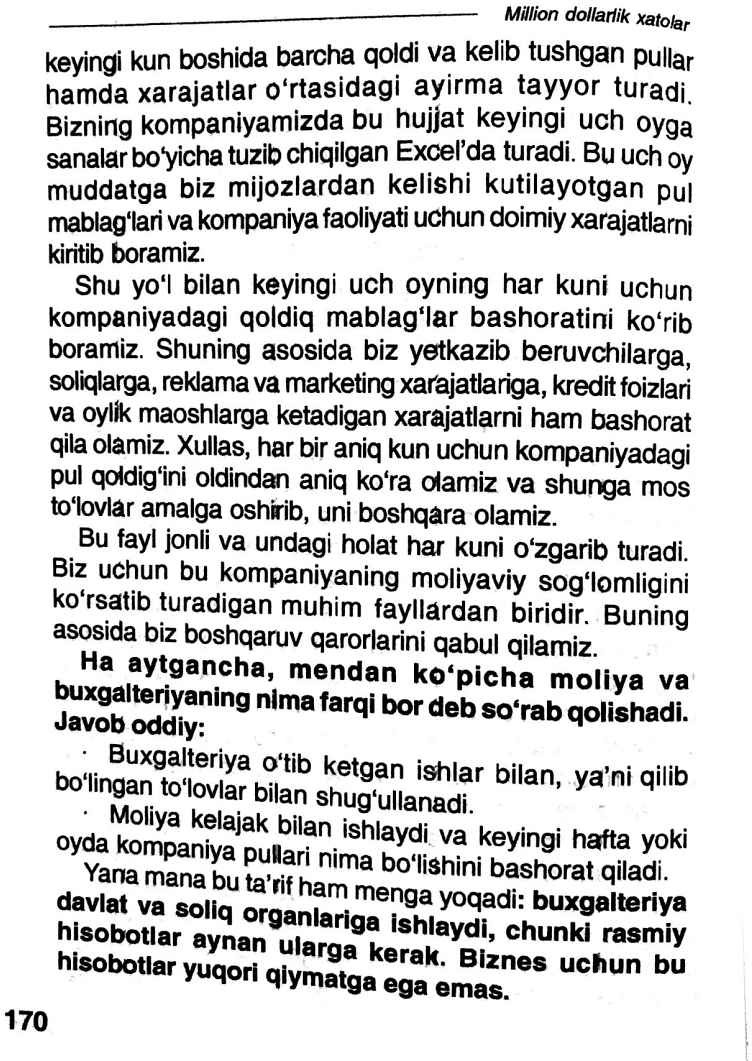 Million dollarlik xatolar
keyingi kun boshida barcha qoldi va kelib tushgan pullar
hamda xarajatlar o‘rtasidagi ayirma tayyor turadi.
Bizning kompaniyamizda bu hujjat keyingi uch oyga
sanalar bo‘yicha tuzib chiqilgan Excel’da turadi. Bu uch oy
muddatga biz mijozlardan kelishi kutilayotgan pul
mablag‘lari va kompaniya faoliyati uchun doimiy xarajatlarni
kiritib boramiz.
Shu yo‘l bilan keyingi uch oyning har kuni uchun
kompaniyadagi qoldiq mablag‘lar bashoratini ko‘rib
boramiz. Shuning asosida biz yetkazib beruvchilarga,
soliqlarga, reklama va marketing xarajatlariga, kredit foizlari
va oylik maoshlarga ketadigan xarajatlarni ham bashorat
qila olamiz. Xullas, har bir aniq kun uchun kompaniyadagi
pul qoldig‘ini oldindan aniq ko‘ra olamiz va shunga mos
to‘lovlar amalga oshirib, uni boshqara olamiz.
Bu fayl jonli va undagi holat har kuni o‘zgarib turadi.
Biz uchun bu kompaniyaning moliyaviy sog‘lomligini
ko‘rsatib turadigan muhim fayllardan biridir. Buning
asosida biz boshqaruv qarorlarini qabul qilamiz.
Ha aytgancha, mendan ko‘picha moliya va
buxgalteriyaning nima farqi bor deb so‘rab qolishadi.
Javob oddiy:
· Buxgalteriya o‘tib ketgan ishlar bilan, ya’ni qilib
bo‘lingan to‘lovlar bilan shug‘ullanadi.
· Moliya kelajak bilan ishlaydi va keyingi hafta yoki
oyda kompaniya pullari nima bo‘lishini bashorat qiladi.
Yana mana bu ta’rif ham menga yoqadi: buxgalteriya
davlat va soliq organlariga ishlaydi, chunki rasmiy
hisobotlar aynan ularga kerak. Biznes uchun bu
hisobotlar yuqori qiymatga ega emas.
170